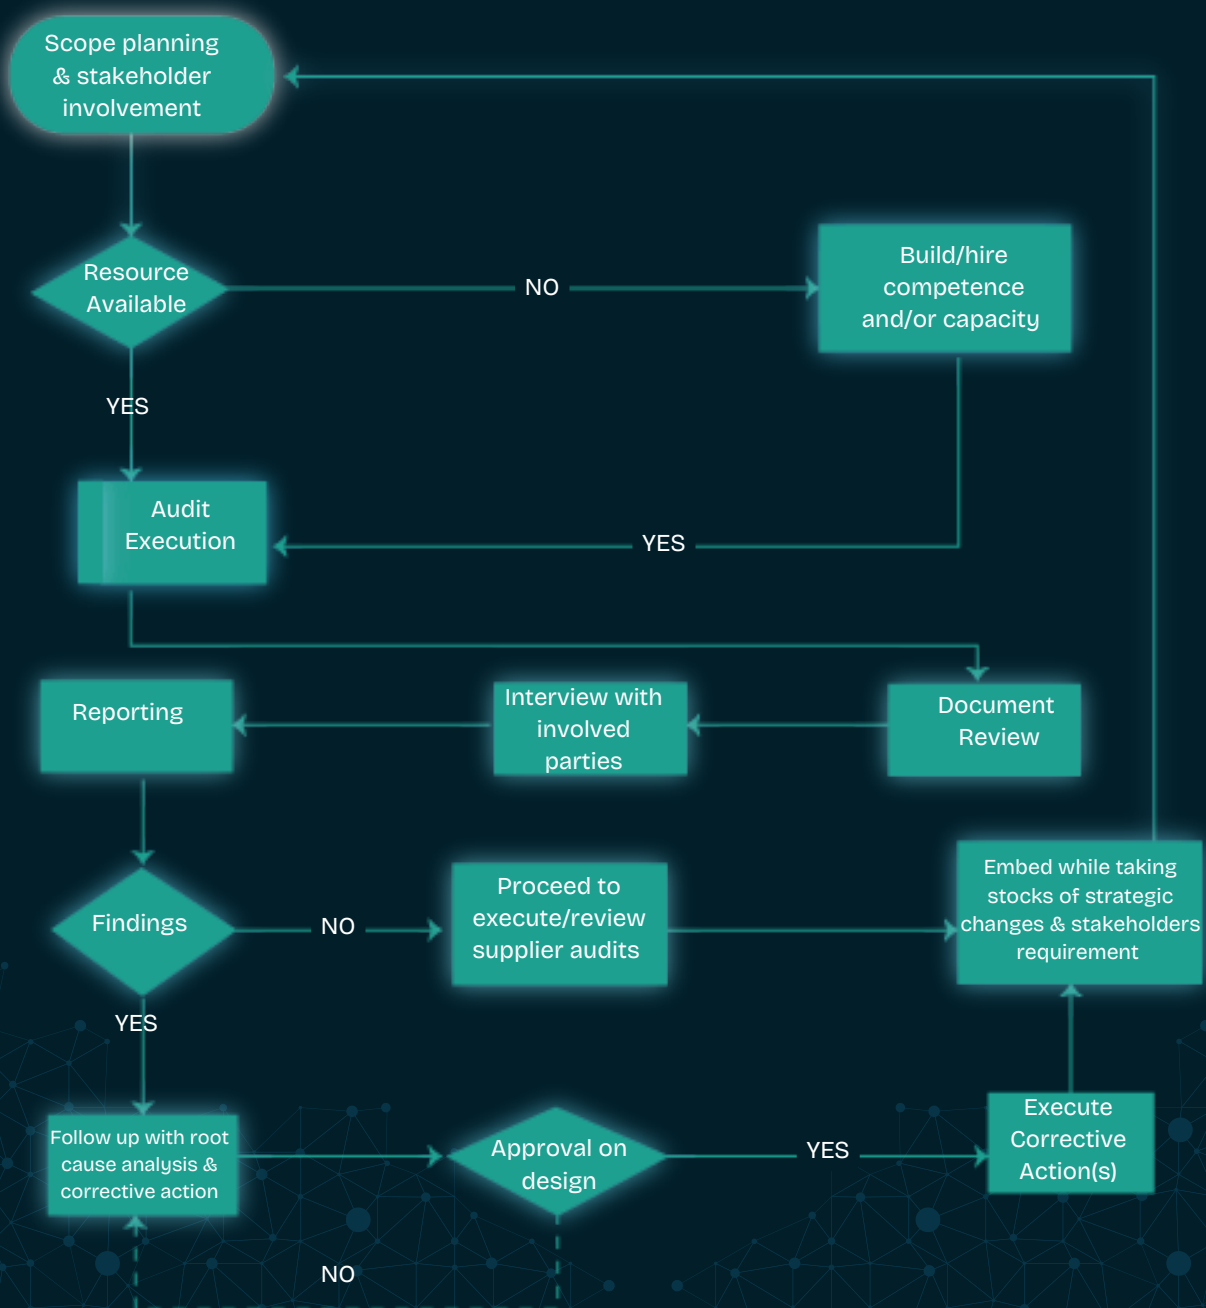 Scope planning
& stakeholder
involvement
Resource
Available
NO
Build/hire
competence
and/or capacity
YES
Audit
Execution
YES
Reporting
Interview with
involved
parties
Document
Review
Findings
NO
Proceed to
execute/review
supplier audits
Embed while taking
stocks of strategic
changes & stakeholders
requirement
YES
Follow up with root
cause analysis &
corrective action
Approval on
design
YES
Execute
Corrective
Action(s)
NO